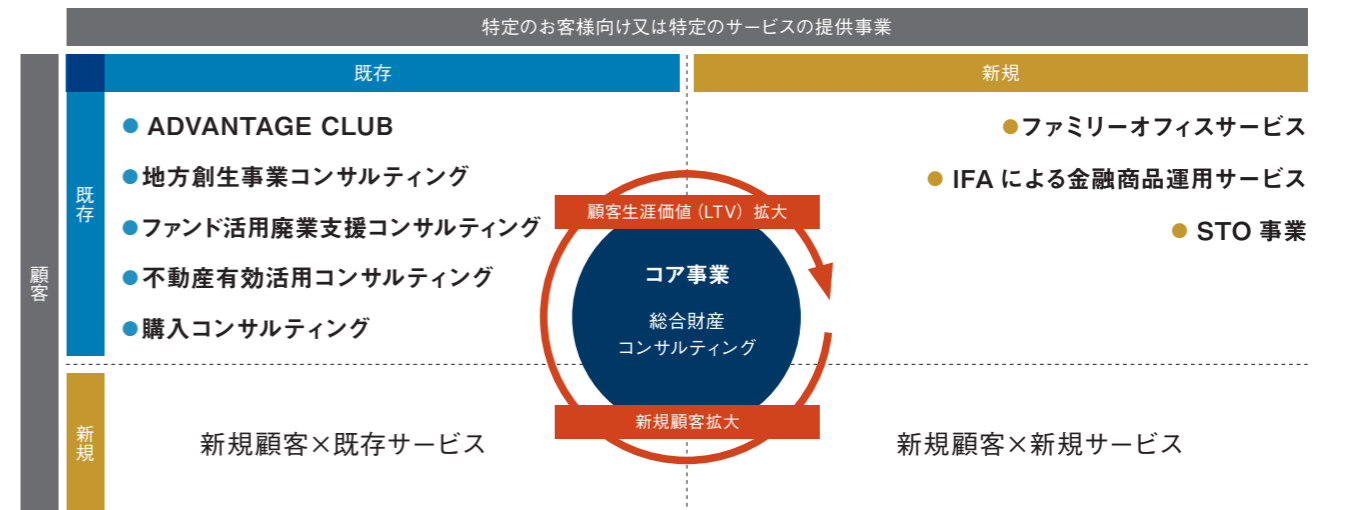 特定のお客様向け又は特定のサービスの提供事業
既存
新規
顧客
既存
● ADVANTAGE CLUB
●地方創生事業コンサルティング
●ファンド活用廃業支援コンサルティング
●不動産有効活用コンサルティング
●購入コンサルティング
●ファミリーオフィスサービス
● IFA による金融商品運用サービス
● STO 事業
顧客生涯価値（LTV）拡大
コア事業
総合財産
コンサルティング
新規顧客拡大
新規
新規顧客×既存サービス
新規顧客×新規サービス